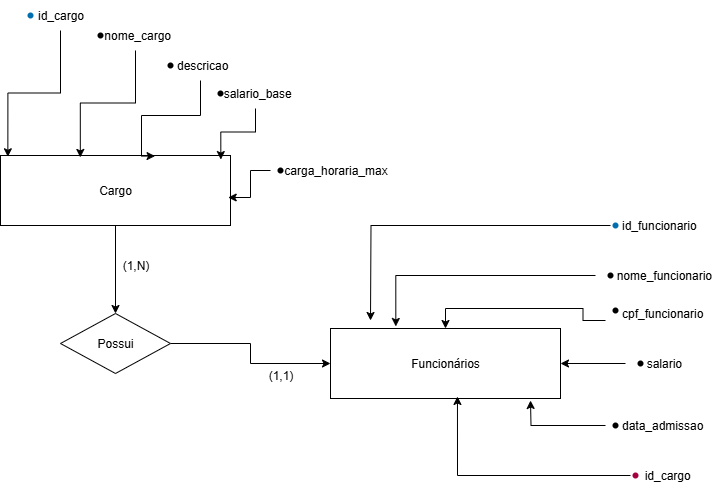 id_cargo
nome_cargo
descricao
salario_base
carga_horaria_max
Cargo
id_funcionario
(1,N)
nome_funcionario
cpf_funcionario
Possui
Funcionários
salario
(1,1)
data_admissao
id_cargo